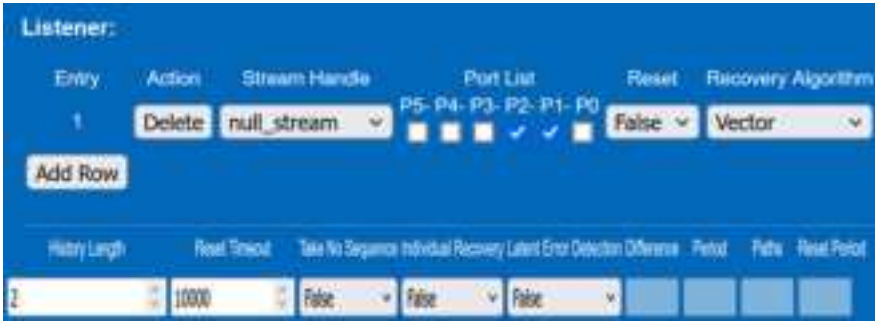 Listener:
Entry Action Stream Handle Port List Reset Recovery Algorithm
P5- P4- P3- P2- P1- P0
1 Delete null_stream False Vector
Add Row
History Length Reset Timeout Take No Sequence Individual Recovery Latent Error Detection Difference Period Paths Reset Period
2 10000 False False False